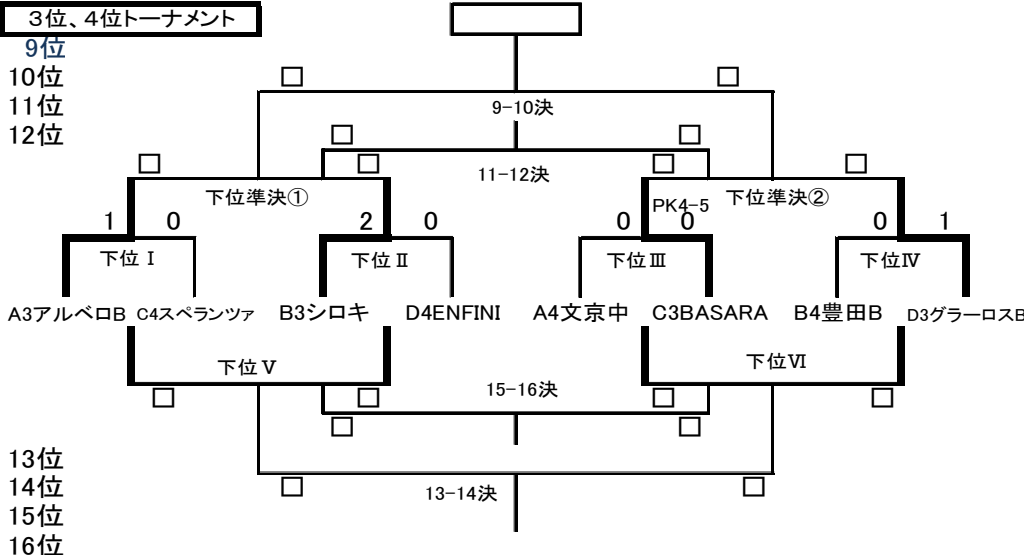 ３位、４位トーナメント
9位
10位
11位
12位
9-10決
11-12決
下位準決①
下位準決②
PK4-5
1 0 2 0 0 0 0 1
下位Ⅰ 下位Ⅱ 下位Ⅲ 下位Ⅳ
A3アルベロB C4スペランツァ B3シロキ D4ENFINI A4文京中 C3BASARA B4豊田B D3グラーロスB
下位Ⅴ 下位Ⅵ
15-16決
13-14決
13位
14位
15位
16位